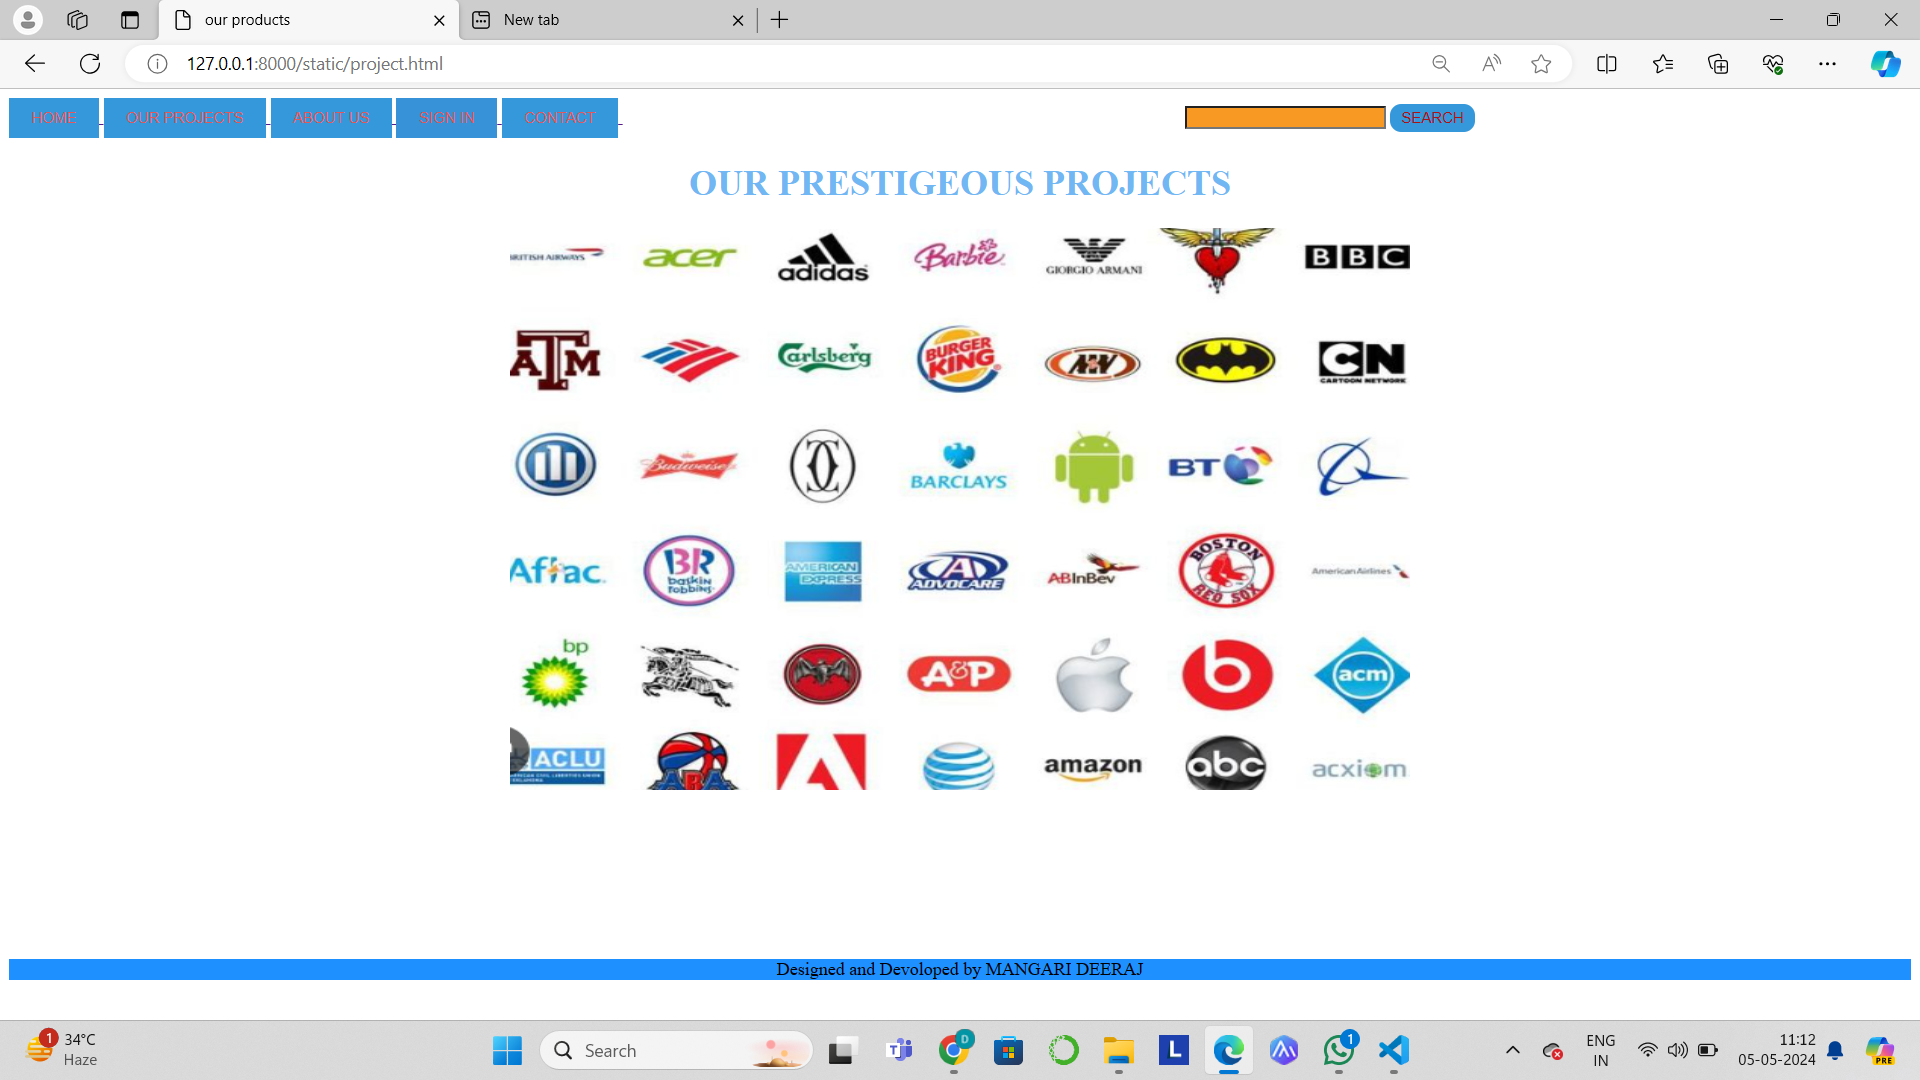 our products
New tab
127.0.0.1:8000/static/project.html
HOME OUR PROJECTS ABOUT US SIGN IN CONTACT SEARCH
OUR PRESTIGEOUS PROJECTS
BRITISH AIRWAYS acer adidas Barbie GIORGIO ARMANI BBC
ATM Carlsberg BURGER KING A&W CN CARTOON NETWORK
Budweiser BARCLAYS BT
Aflac BR baskin robbins AMERICAN EXPRESS ADVOCARE ABInBev BOSTON RED SOX AmericanAirlines
bp A&P b acm
ACLU ABA amazon abc acxiom
Designed and Devoloped by MANGARI DEERAJ
1 34°C
Haze
Search
D
L
1
ENG
IN
11:12
05-05-2024
PRE